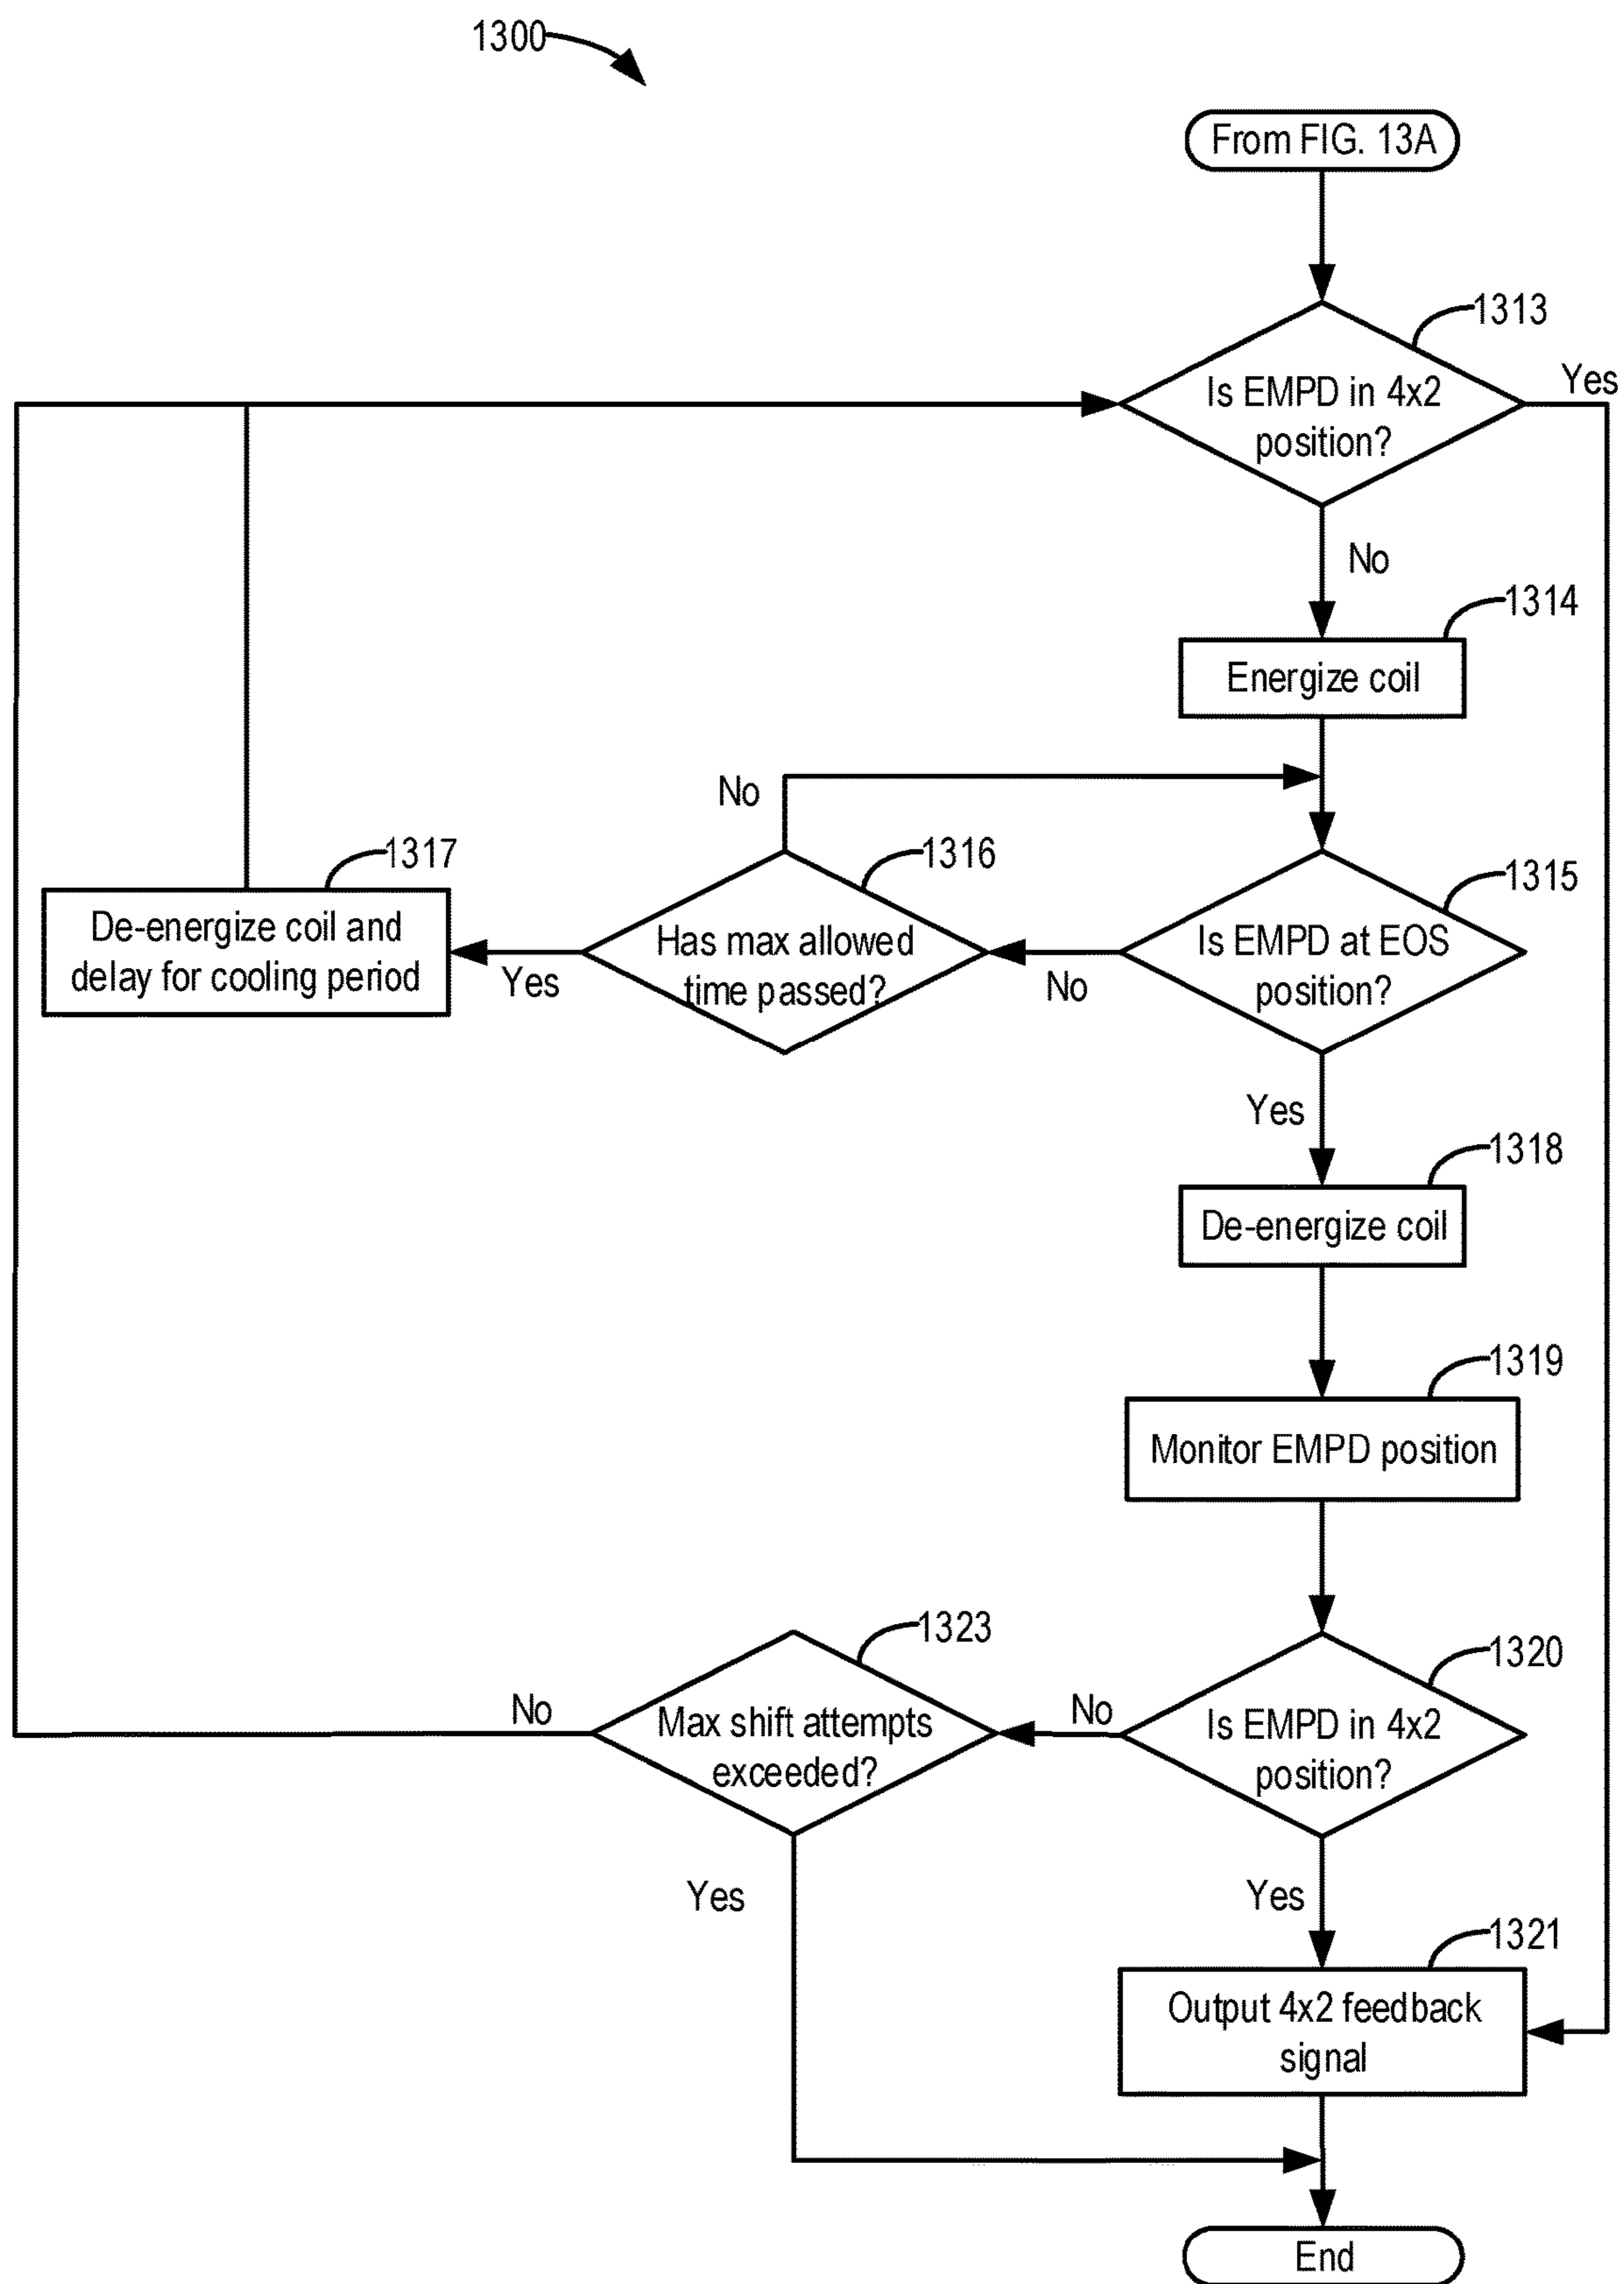 1300
From FIG. 13A
1313
Is EMPD in 4x2
position?
Yes
No
1314
Energize coil
No
1317
De-energize coil and
delay for cooling period
Yes
1316
Has max allowed
time passed?
No
1315
Is EMPD at EOS
position?
Yes
1318
De-energize coil
1319
Monitor EMPD position
1320
Is EMPD in 4x2
position?
No
1323
Max shift attempts
exceeded?
No
Yes
Yes
1321
Output 4x2 feedback
signal
End